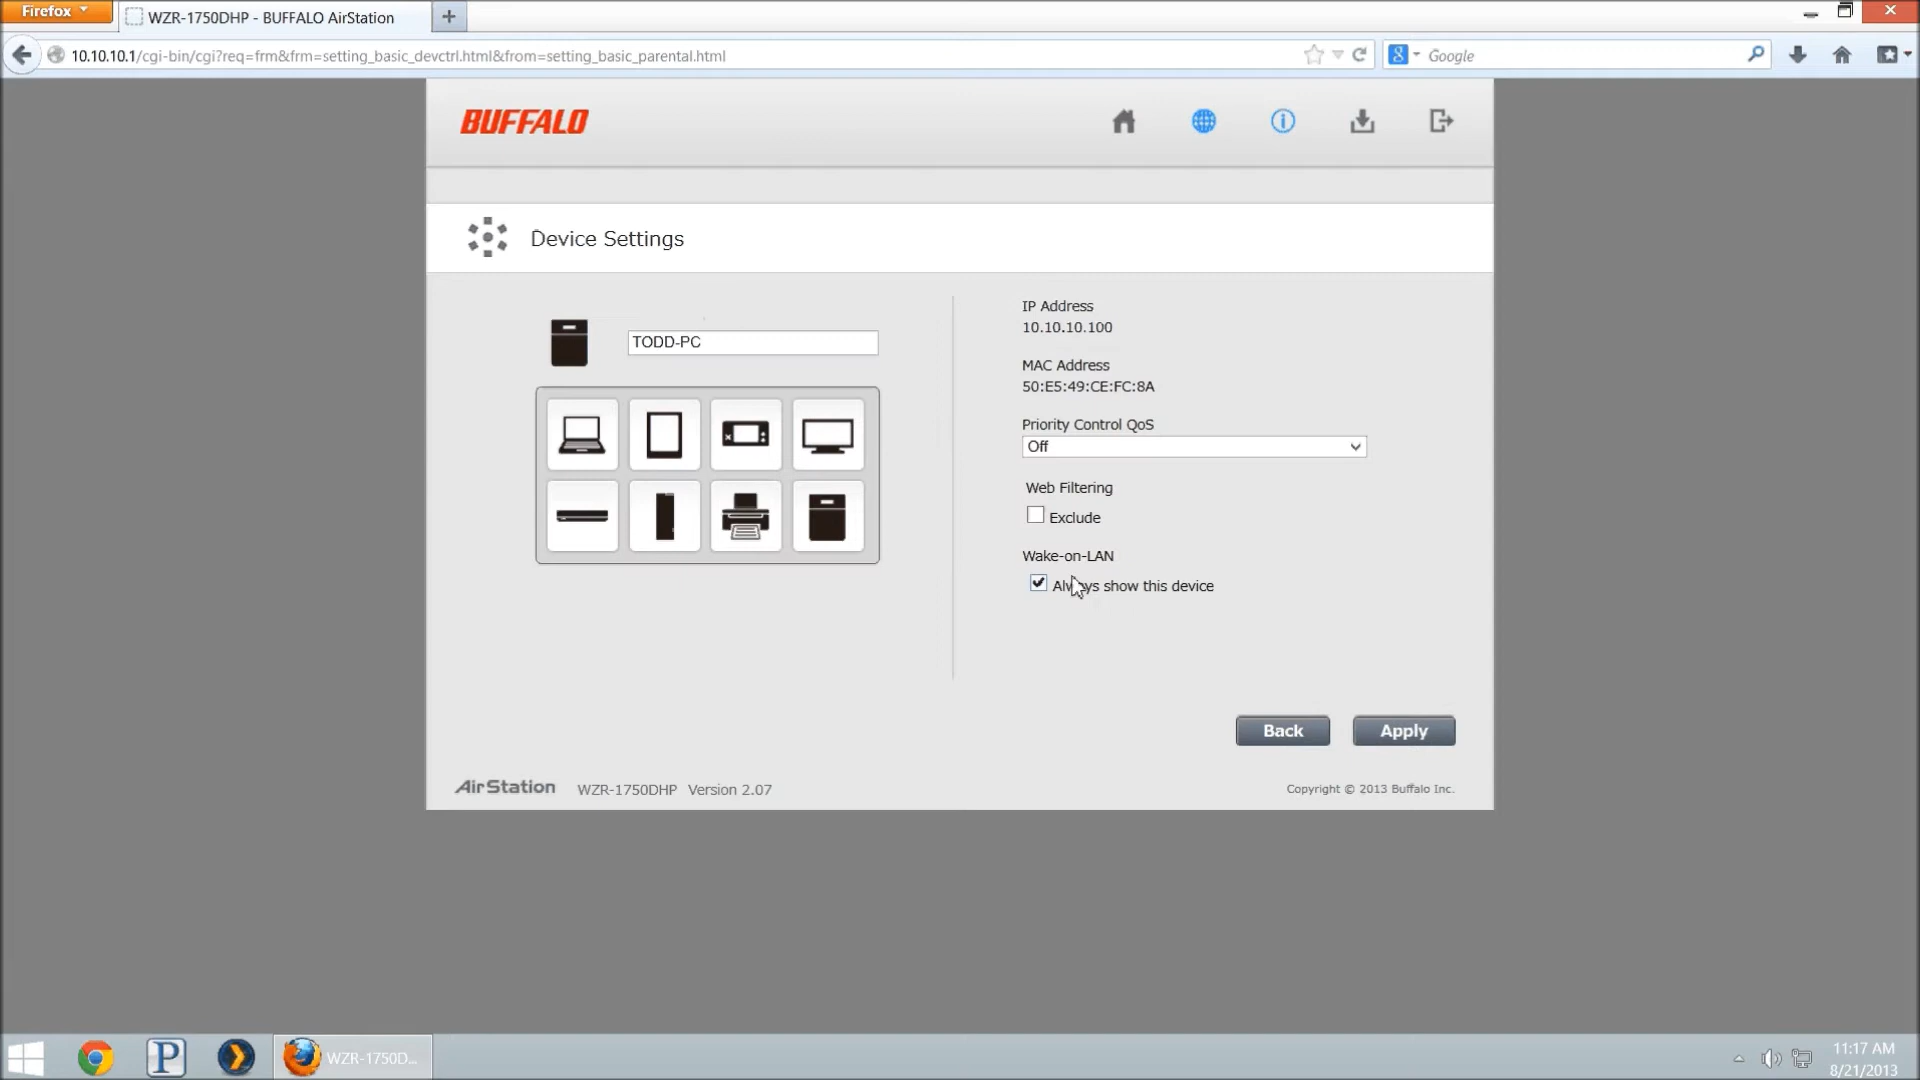 Firefox
WZR-1750DHP - BUFFALO AirStation
10.10.10.1/cgi-bin/cgi?req=frm&frm=setting_basic_devctrl.html&from=setting_basic_parental.html
Google
BUFFALO
Device Settings
TODD-PC
IP Address
10.10.10.100
MAC Address
50:E5:49:CE:FC:8A
Priority Control QoS
Off
Web Filtering
Exclude
Wake-on-LAN
Always show this device
Back
Apply
AirStation WZR-1750DHP Version 2.07
Copyright © 2013 Buffalo Inc.
WZR-1750D...
11:17 AM
8/21/2013